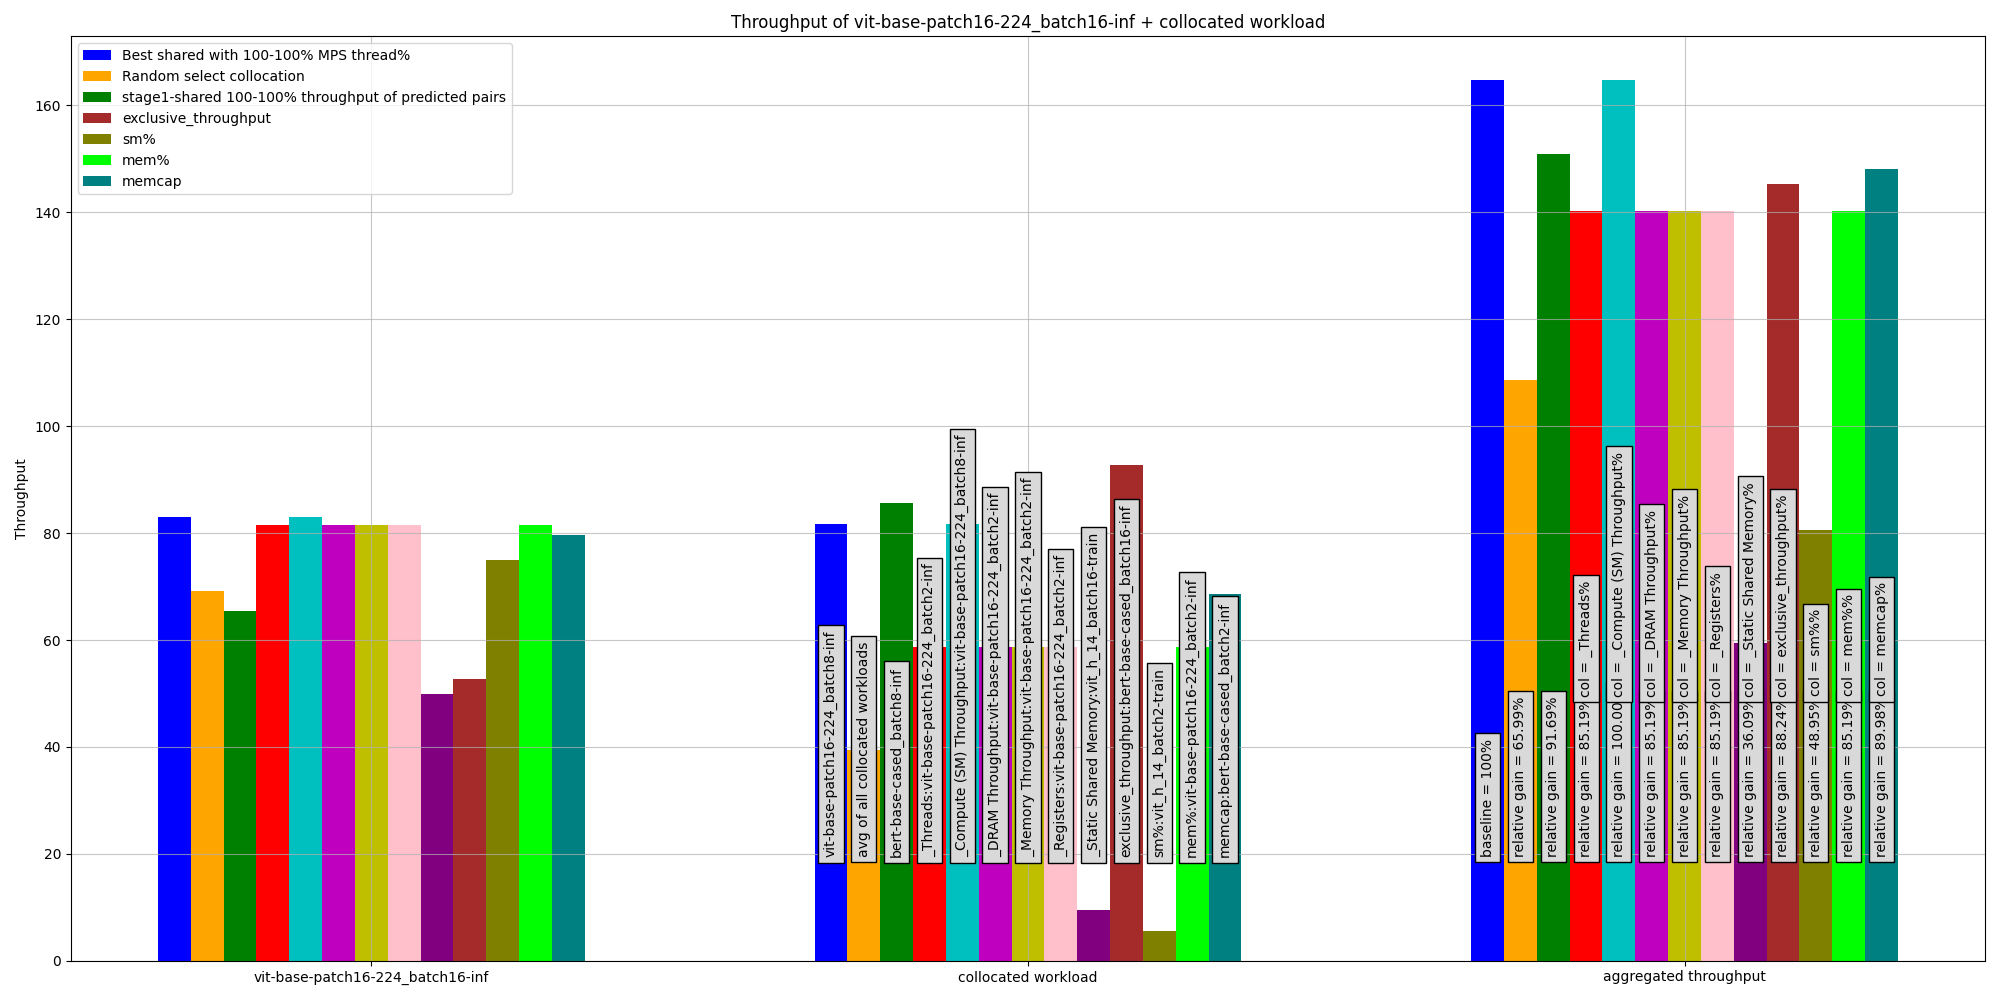 Throughput of vit-base-patch16-224_batch16-inf + collocated workload
Best shared with 100-100% MPS thread%
Random select collocation
stage1-shared 100-100% throughput of predicted pairs
exclusive_throughput
sm%
mem%
memcap
Throughput
160
140
120
100
80
60
40
20
0
vit-base-patch16-224_batch8-inf
avg of all collocated workloads
bert-base-cased_batch8-inf
_Threads:vit-base-patch16-224_batch2-inf
_Compute (SM) Throughput:vit-base-patch16-224_batch8-inf
_DRAM Throughput:vit-base-patch16-224_batch2-inf
_Memory Throughput:vit-base-patch16-224_batch2-inf
_Registers:vit-base-patch16-224_batch2-inf
_Static Shared Memory:vit_h_14_batch16-train
exclusive_throughput:bert-base-cased_batch16-inf
sm%:vit_h_14_batch2-train
mem%:vit-base-patch16-224_batch2-inf
memcap:bert-base-cased_batch2-inf
baseline = 100%
relative gain = 65.99%
relative gain = 91.69%
relative gain = 85.19%
col = _Threads%
relative gain = 100.00
col = _Compute (SM) Throughput%
relative gain = 85.19%
col = _DRAM Throughput%
relative gain = 85.19%
col = _Memory Throughput%
relative gain = 85.19%
col = _Registers%
relative gain = 36.09%
col = _Static Shared Memory%
relative gain = 88.24%
col = exclusive_throughput%
relative gain = 48.95%
col = sm%%
relative gain = 85.19%
col = mem%%
relative gain = 89.98%
col = memcap%
vit-base-patch16-224_batch16-inf
collocated workload
aggregated throughput